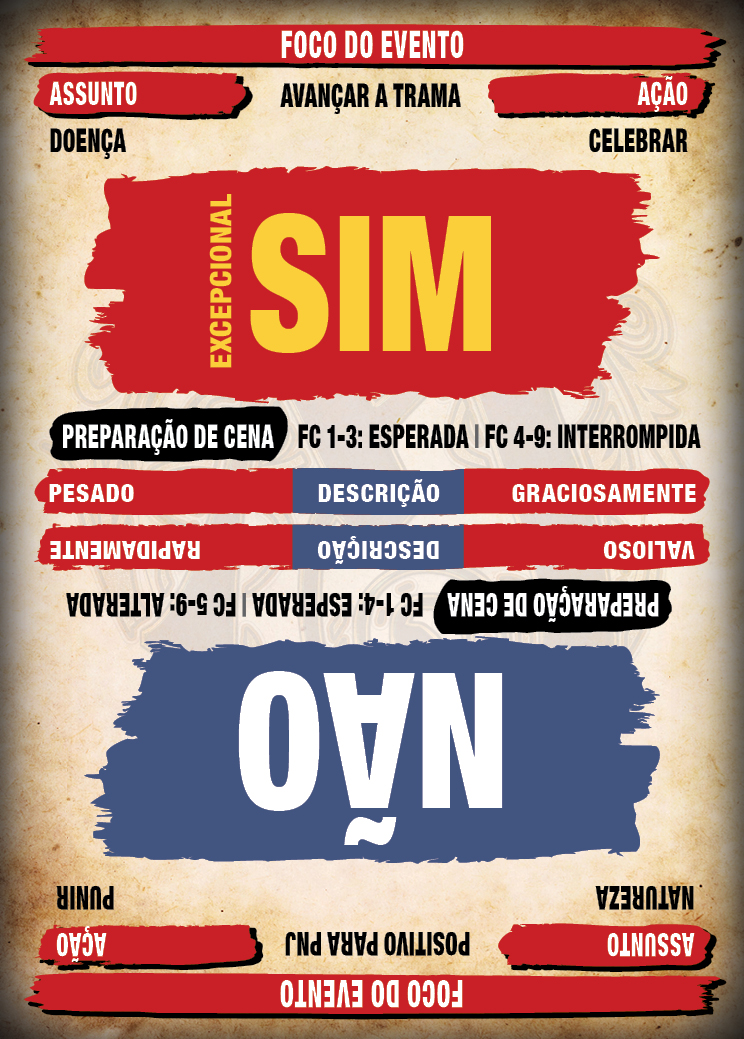 FOCO DO EVENTO
ASSUNTO AVANÇAR A TRAMA AÇÃO
DOENÇA CELEBRAR
EXCEPCIONAL SIM
PREPARAÇÃO DE CENA FC 1-3: ESPERADA | FC 4-9: INTERROMPIDA
PESADO DESCRIÇÃO GRACIOSAMENTE
VALIOSO DESCRIÇÃO RAPIDAMENTE
PREPARAÇÃO DE CENA FC 1-4: ESPERADA | FC 5-9: ALTERADA
NÃO
NATUREZA PUNIR
ASSUNTO POSITIVO PARA PNJ AÇÃO
FOCO DO EVENTO